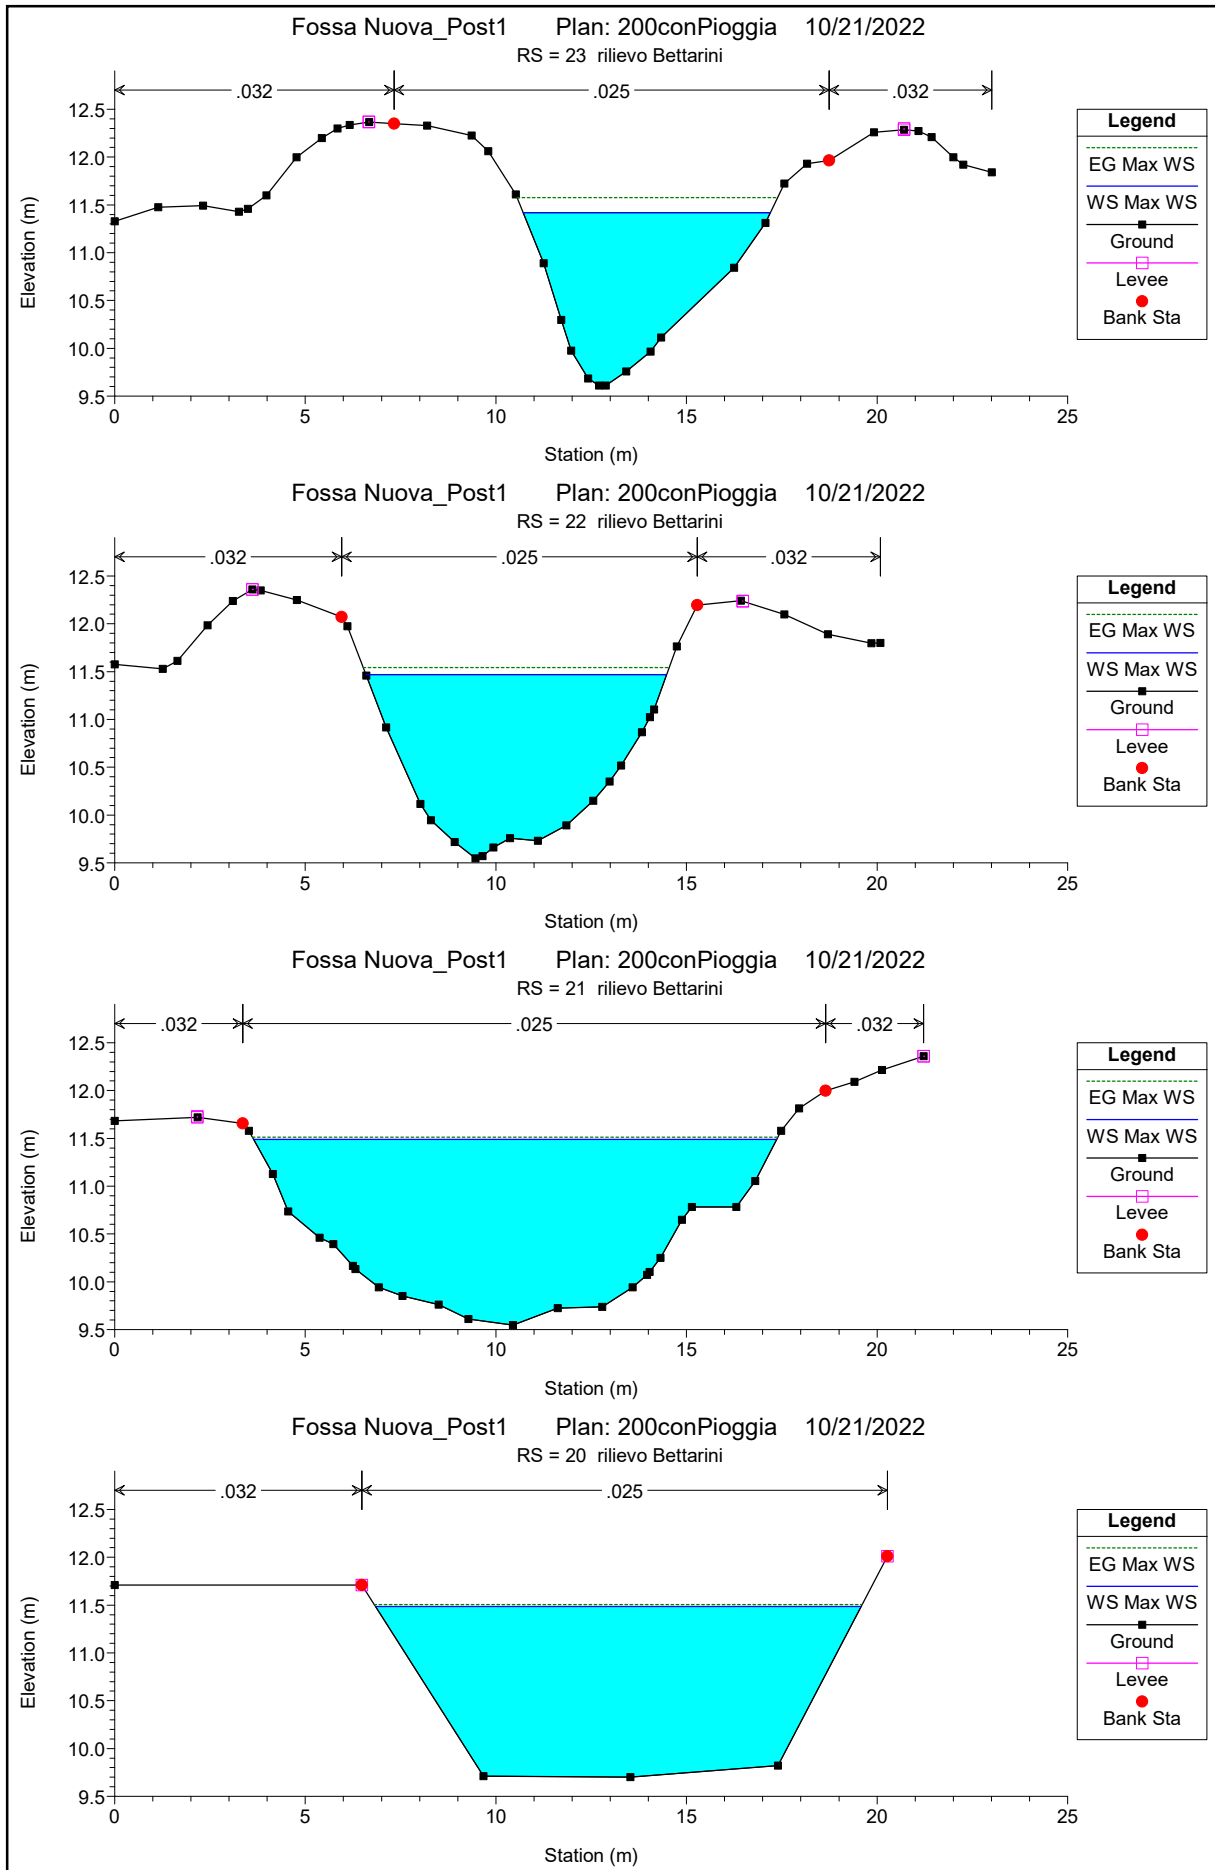 Fossa Nuova_Post1 Plan: 200conPioggia 10/21/2022
RS = 23 rilievo Bettarini
.032 .025 .032
12.5
12.0
11.5
11.0
10.5
10.0
9.5
Elevation (m)
0 5 10 15 20 25
Station (m)
Legend
EG Max WS
WS Max WS
Ground
Levee
Bank Sta
Fossa Nuova_Post1 Plan: 200conPioggia 10/21/2022
RS = 22 rilievo Bettarini
.032 .025 .032
12.5
12.0
11.5
11.0
10.5
10.0
9.5
Elevation (m)
0 5 10 15 20 25
Station (m)
Legend
EG Max WS
WS Max WS
Ground
Levee
Bank Sta
Fossa Nuova_Post1 Plan: 200conPioggia 10/21/2022
RS = 21 rilievo Bettarini
.032 .025 .032
12.5
12.0
11.5
11.0
10.5
10.0
9.5
Elevation (m)
0 5 10 15 20 25
Station (m)
Legend
EG Max WS
WS Max WS
Ground
Levee
Bank Sta
Fossa Nuova_Post1 Plan: 200conPioggia 10/21/2022
RS = 20 rilievo Bettarini
.032 .025
12.5
12.0
11.5
11.0
10.5
10.0
9.5
Elevation (m)
0 5 10 15 20 25
Station (m)
Legend
EG Max WS
WS Max WS
Ground
Levee
Bank Sta